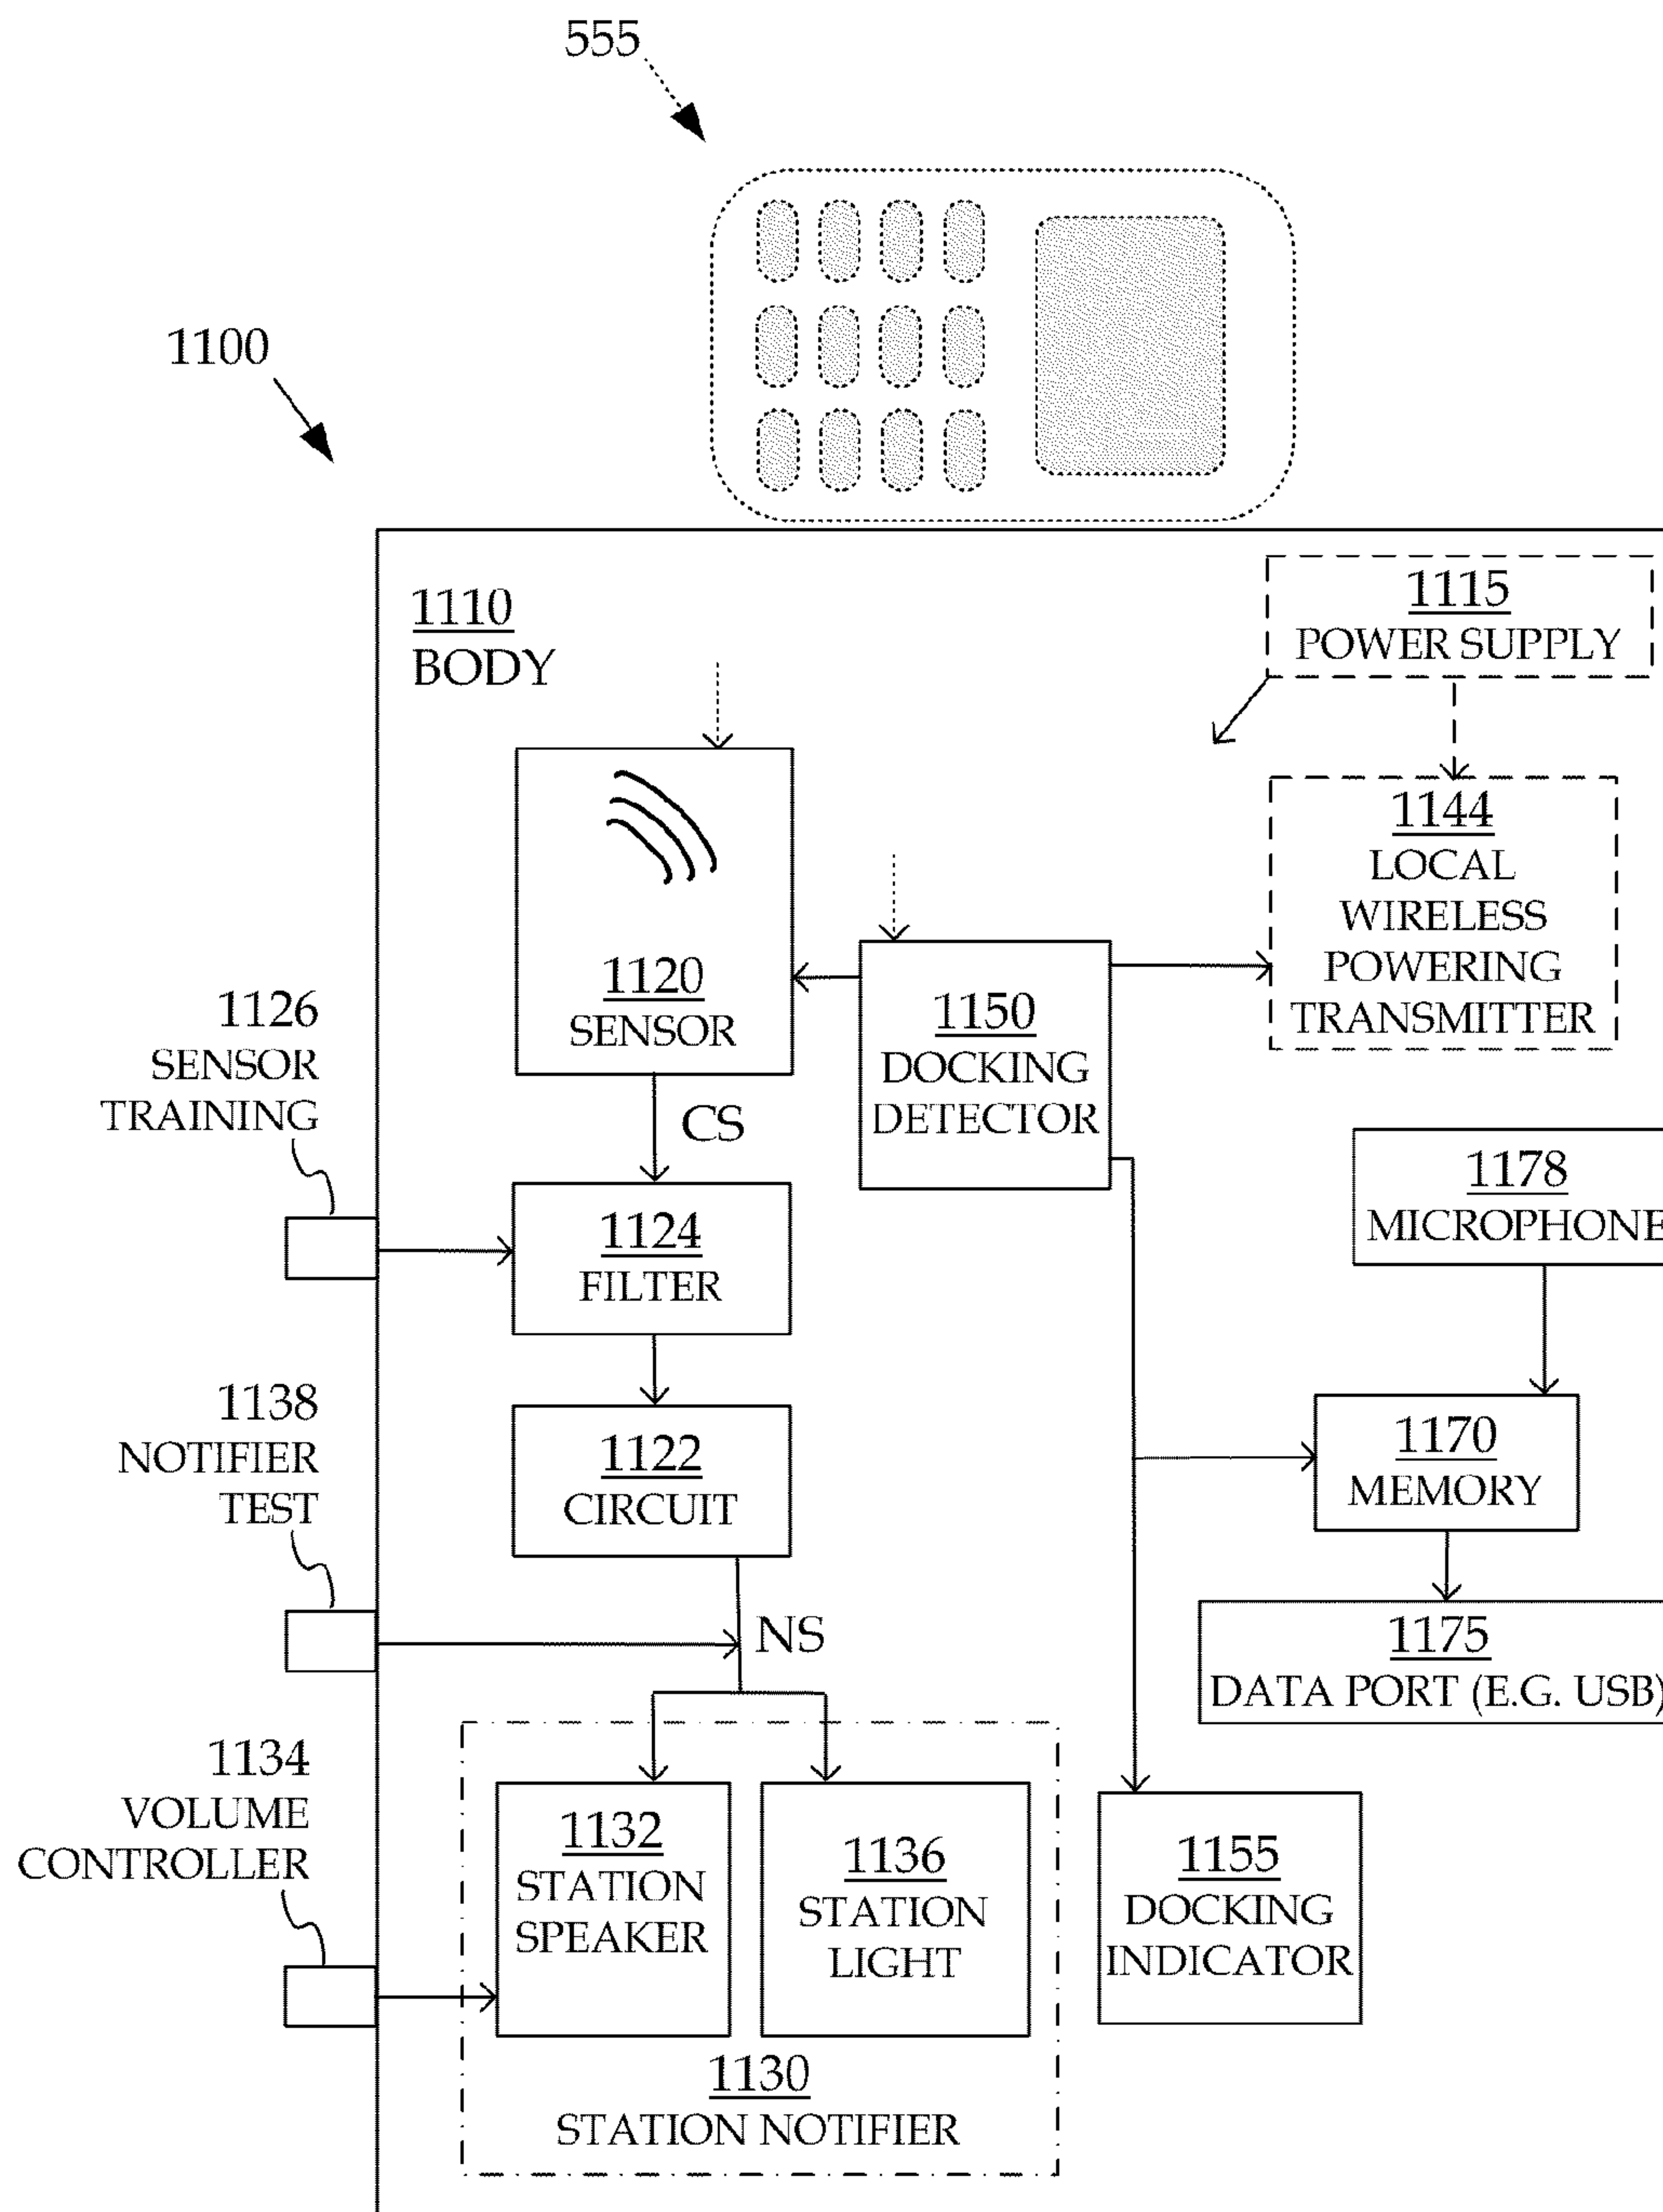 555
1100
1110
BODY
1115
POWER SUPPLY
1144
LOCAL
WIRELESS
POWERING
TRANSMITTER
1120
SENSOR
1150
DOCKING
DETECTOR
1126
SENSOR
TRAINING
CS
1178
MICROPHONE
1124
FILTER
1138
NOTIFIER
TEST
1122
CIRCUIT
1170
MEMORY
NS
1175
DATA PORT (E.G. USB)
1134
VOLUME
CONTROLLER
1132
STATION
SPEAKER
1136
STATION
LIGHT
1155
DOCKING
INDICATOR
1130
STATION NOTIFIER